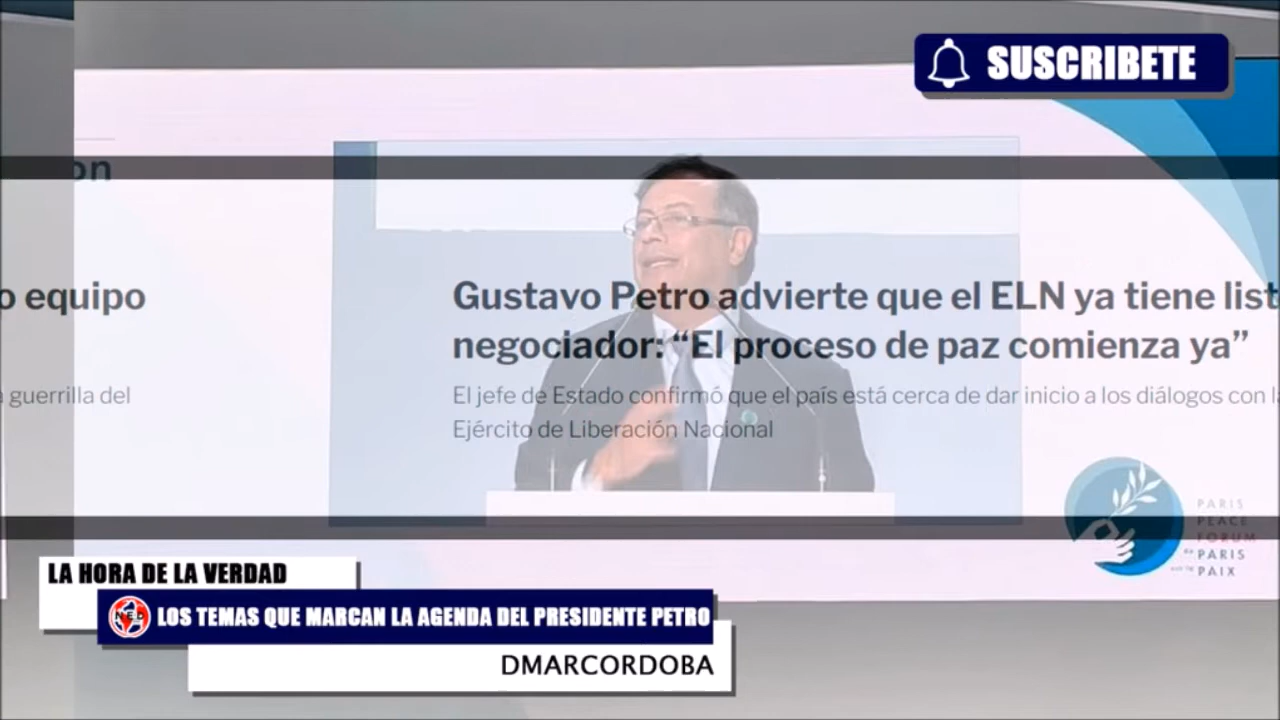 SUSCRIBETE
on
o equipo
Gustavo Petro advierte que el ELN ya tiene list
negociador: “El proceso de paz comienza ya”
a guerrilla del
El jefe de Estado confirmó que el país está cerca de dar inicio a los diálogos con la
Ejército de Liberación Nacional
PARIS
PEACE
FORUM
PARIS
PAIX
LA HORA DE LA VERDAD
LOS TEMAS QUE MARCAN LA AGENDA DEL PRESIDENTE PETRO
DMARCORDOBA